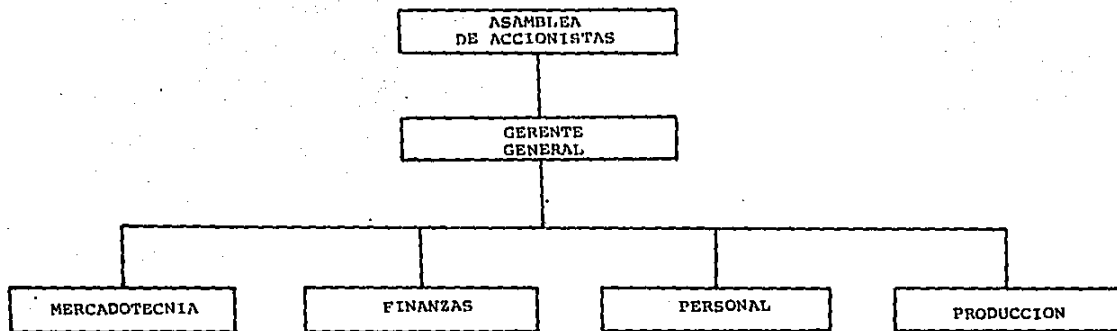 ASAMBLEA
DE ACCIONISTAS
GERENTE
GENERAL
MERCADOTECNIA
FINANZAS
PERSONAL
PRODUCCION